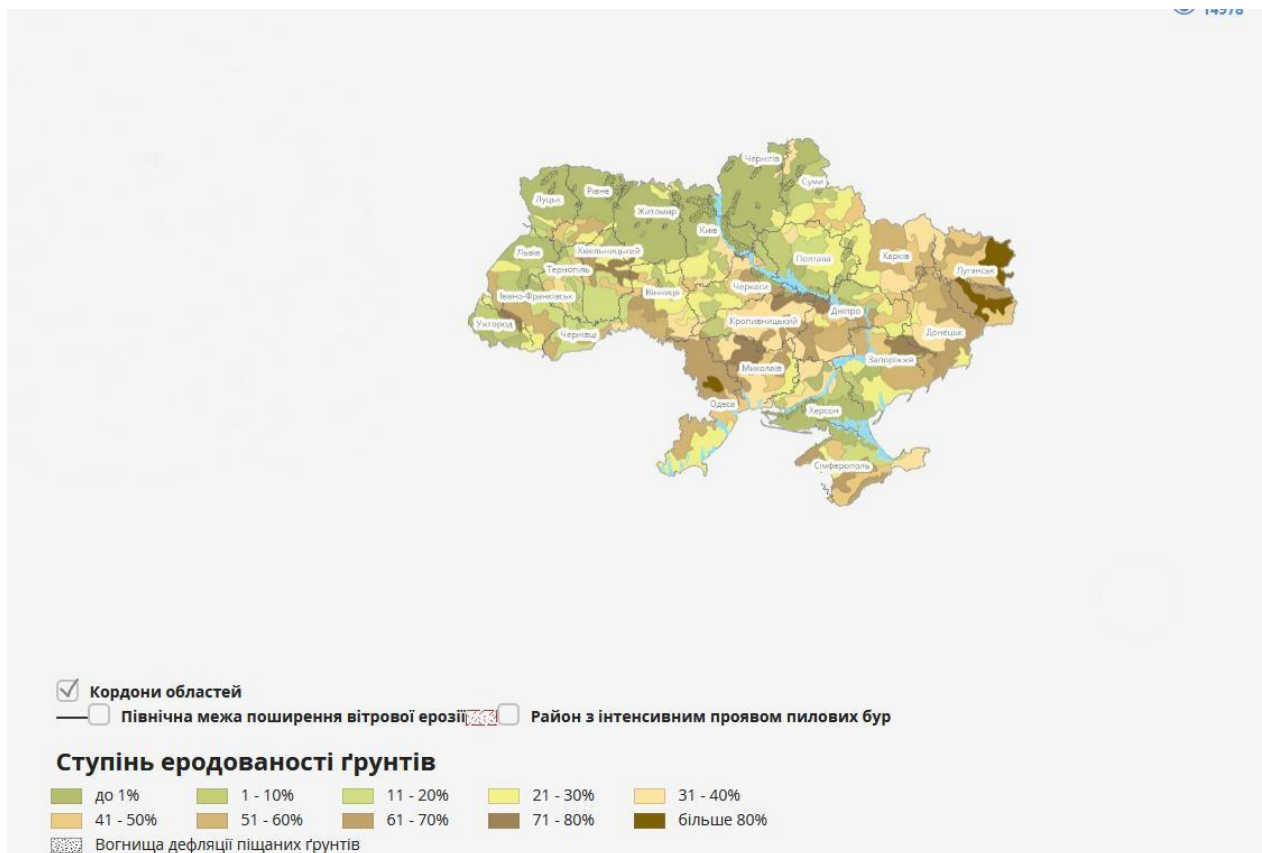 14978
Чернігів
Суми
Рівне
Луцьк
Житомир
Київ
Львів
Хмельницький
Тернопіль
Полтава
Харків
Луганськ
Івано-Франківськ
Вінниця
Черкаси
Ужгород
Чернівці
Кропивницький
Дніпро
Донецьк
Запоріжжя
Миколаїв
Одеса
Херсон
Сімферополь
Кордони областей
Північна межа поширення вітрової ерозії Район з інтенсивним проявом пилових бур
Ступінь еродованості ґрунтів
до 1% 1 - 10% 11 - 20% 21 - 30% 31 - 40%
41 - 50% 51 - 60% 61 - 70% 71 - 80% більше 80%
Вогнища дефляції піщаних ґрунтів